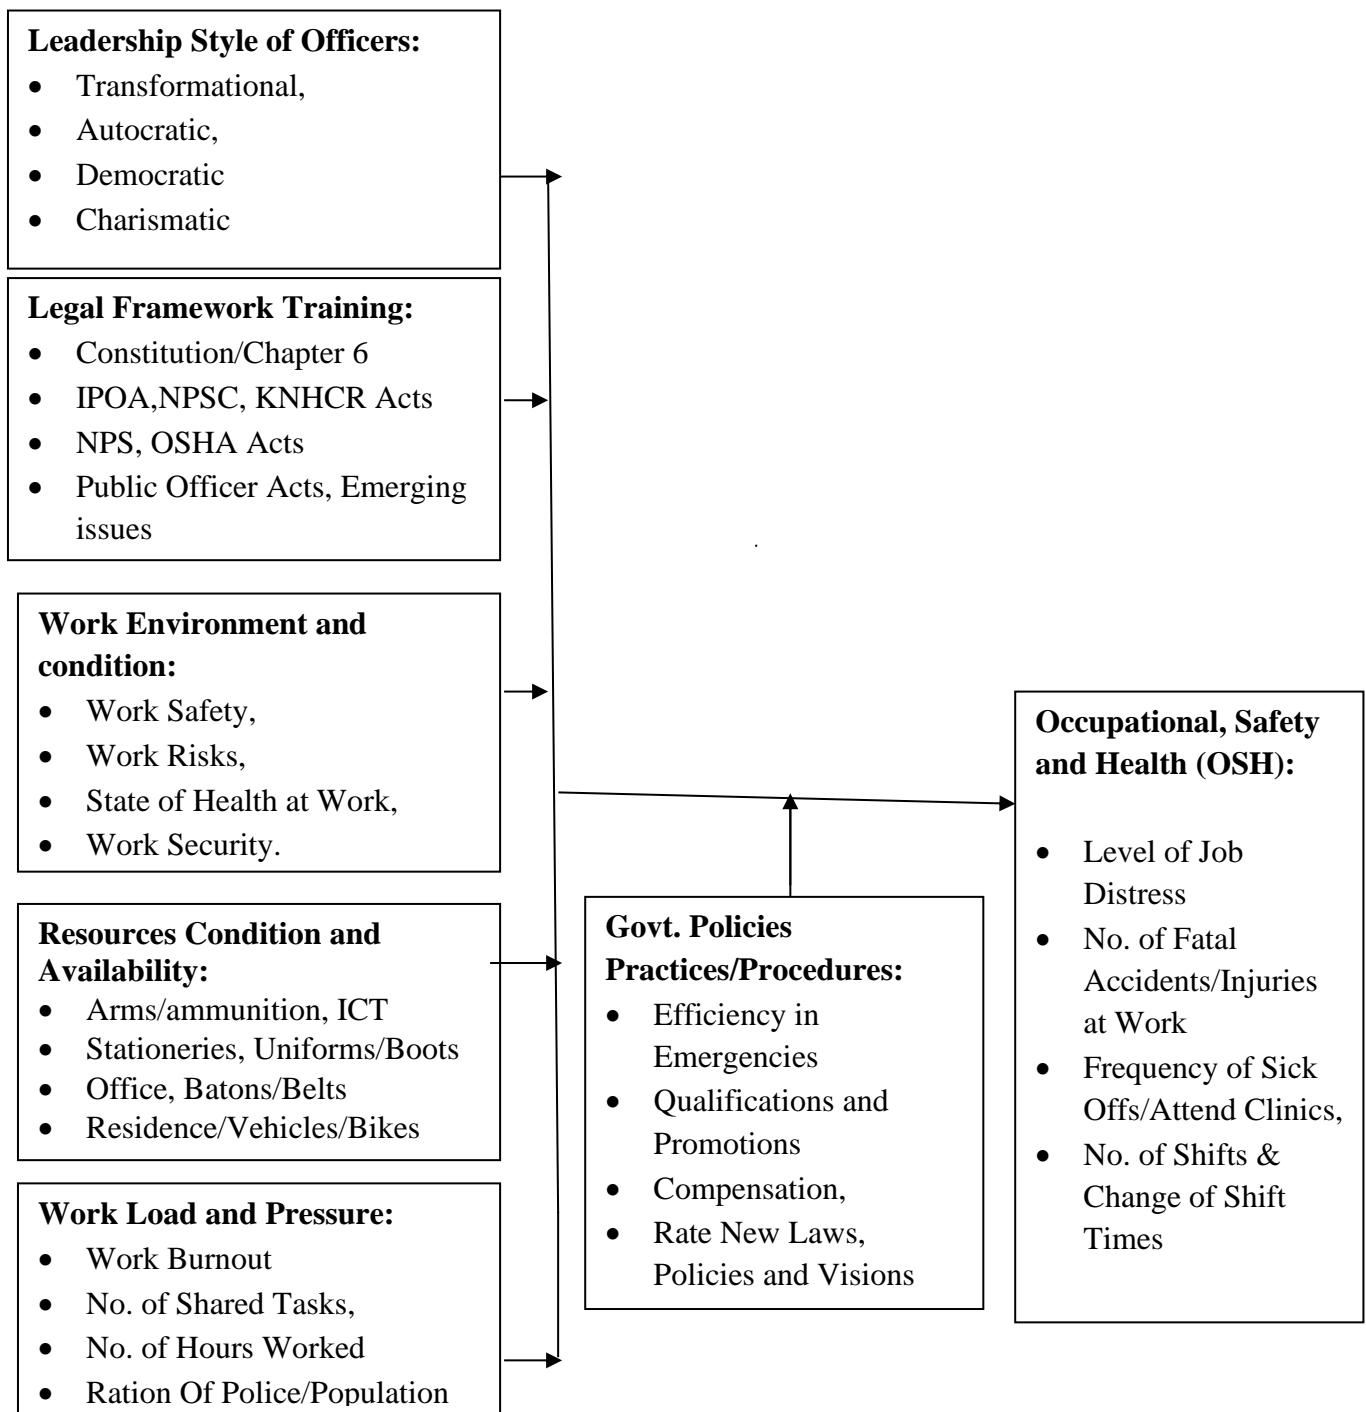 Leadership Style of Officers:
• Transformational,
• Autocratic,
• Democratic
• Charismatic
Legal Framework Training:
• Constitution/Chapter 6
• IPOA,NPSC, KNHCR Acts
• NPS, OSHA Acts
• Public Officer Acts, Emerging
issues
Work Environment and
condition:
• Work Safety,
• Work Risks,
• State of Health at Work,
• Work Security.
Resources Condition and
Availability:
• Arms/ammunition, ICT
• Stationeries, Uniforms/Boots
• Office, Batons/Belts
• Residence/Vehicles/Bikes
Work Load and Pressure:
• Work Burnout
• No. of Shared Tasks,
• No. of Hours Worked
• Ration Of Police/Population
Govt. Policies
Practices/Procedures:
• Efficiency in
Emergencies
• Qualifications and
Promotions
• Compensation,
• Rate New Laws,
Policies and Visions
Occupational, Safety
and Health (OSH):
• Level of Job
Distress
• No. of Fatal
Accidents/Injuries
at Work
• Frequency of Sick
Offs/Attend Clinics,
• No. of Shifts &
Change of Shift
Times